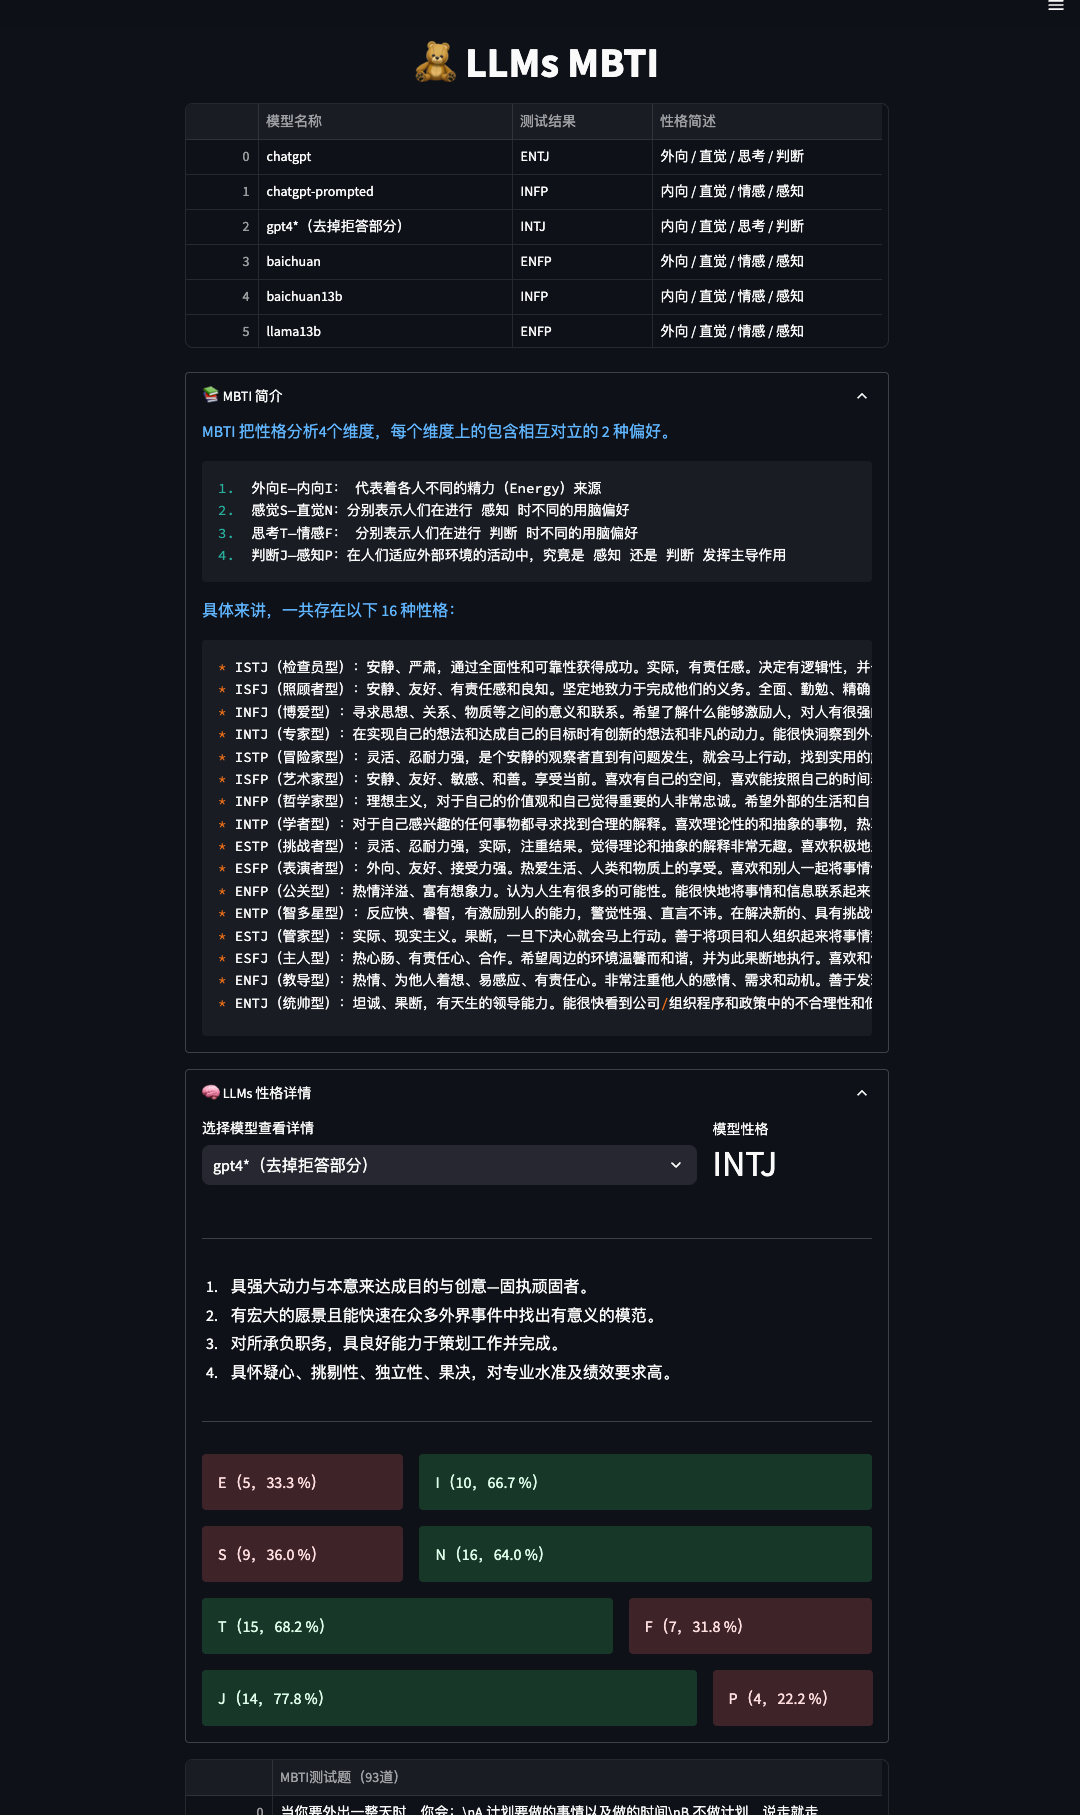 LLMs MBTI
模型名称 测试结果 性格简述
0 chatgpt ENTJ 外向 / 直觉 / 思考 / 判断
1 chatgpt-prompted INFP 内向 / 直觉 / 情感 / 感知
2 gpt4*（去掉拒答部分） INTJ 内向 / 直觉 / 思考 / 判断
3 baichuan ENFP 外向 / 直觉 / 情感 / 感知
4 baichuan13b INFP 内向 / 直觉 / 情感 / 感知
5 llama13b ENFP 外向 / 直觉 / 情感 / 感知
MBTI 简介
MBTI 把性格分析4个维度，每个维度上的包含相互对立的 2 种偏好。
1. 外向E—内向I： 代表着各人不同的精力（Energy）来源
2. 感觉S—直觉N：分别表示人们在进行 感知 时不同的用脑偏好
3. 思考T—情感F： 分别表示人们在进行 判断 时不同的用脑偏好
4. 判断J—感知P：在人们适应外部环境的活动中，究竟是 感知 还是 判断 发挥主导作用
具体来讲，一共存在以下 16 种性格：
* ISTJ（检查员型）：安静、严肃，通过全面性和可靠性获得成功。实际，有责任感。决定有逻辑性，并
* ISFJ（照顾者型）：安静、友好、有责任感和良知。坚定地致力于完成他们的义务。全面、勤勉、精确
* INFJ（博爱型）：寻求思想、关系、物质等之间的意义和联系。希望了解什么能够激励人，对人有很强
* INTJ（专家型）：在实现自己的想法和达成自己的目标时有创新的想法和非凡的动力。能很快洞察到外
* ISTP（冒险家型）：灵活、忍耐力强，是个安静的观察者直到有问题发生，就会马上行动，找到实用的
* ISFP（艺术家型）：安静、友好、敏感、和善。享受当前。喜欢有自己的空间，喜欢能按照自己的时间
* INFP（哲学家型）：理想主义，对于自己的价值观和自己觉得重要的人非常忠诚。希望外部的生活和自
* INTP（学者型）：对于自己感兴趣的任何事物都寻求找到合理的解释。喜欢理论性的和抽象的事物，热
* ESTP（挑战者型）：灵活、忍耐力强，实际，注重结果。觉得理论和抽象的解释非常无趣。喜欢积极地
* ESFP（表演者型）：外向、友好、接受力强。热爱生活、人类和物质上的享受。喜欢和别人一起将事情
* ENFP（公关型）：热情洋溢、富有想象力。认为人生有很多的可能性。能很快地将事情和信息联系起来
* ENTP（智多星型）：反应快、睿智，有激励别人的能力，警觉性强、直言不讳。在解决新的、具有挑战
* ESTJ（管家型）：实际、现实主义。果断，一旦下决心就会马上行动。善于将项目和人组织起来将事情
* ESFJ（主人型）：热心肠、有责任心、合作。希望周边的环境温馨而和谐，并为此果断地执行。喜欢和
* ENFJ（教导型）：热情、为他人着想、易感应、有责任心。非常注重他人的感情、需求和动机。善于发
* ENTJ（统帅型）：坦诚、果断，有天生的领导能力。能很快看到公司/组织程序和政策中的不合理性和低
LLMs 性格详情
选择模型查看详情
模型性格
gpt4*（去掉拒答部分）
INTJ
1. 具强大动力与本意来达成目的与创意—固执顽固者。
2. 有宏大的愿景且能快速在众多外界事件中找出有意义的模范。
3. 对所承负职务，具良好能力于策划工作并完成。
4. 具怀疑心、挑剔性、独立性、果决，对专业水准及绩效要求高。
E（5，33.3 %） I（10，66.7 %）
S（9，36.0 %） N（16，64.0 %）
T（15，68.2 %） F（7，31.8 %）
J（14，77.8 %） P（4，22.2 %）
MBTI测试题（93道）
0 当你要外出一整天时，你会：\nA 计划要做的事情以及做的时间\nB 不做计划，说走就走